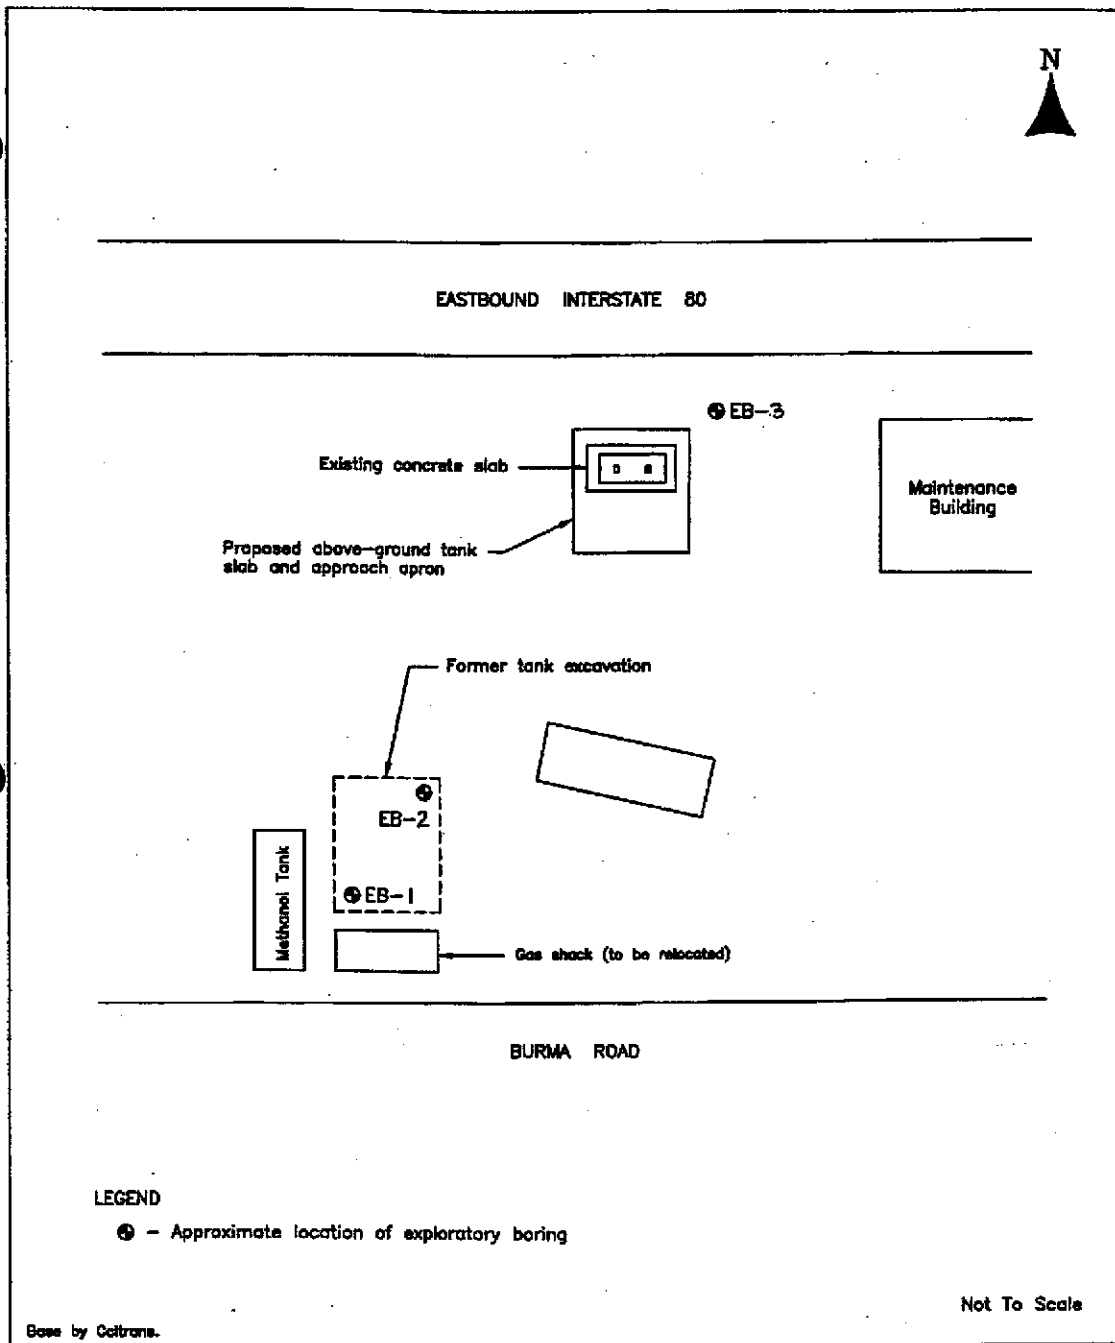 N
EASTBOUND INTERSTATE 80
EB-3
Existing concrete slab
Maintenance
Building
Proposed above-ground tank
slab and approach apron
Former tank excavation
EB-2
Methanol Tank
EB-1
Gas shack (to be relocated)
BURMA ROAD
LEGEND
- Approximate location of exploratory boring
Not To Scale
Base by Caltrans.